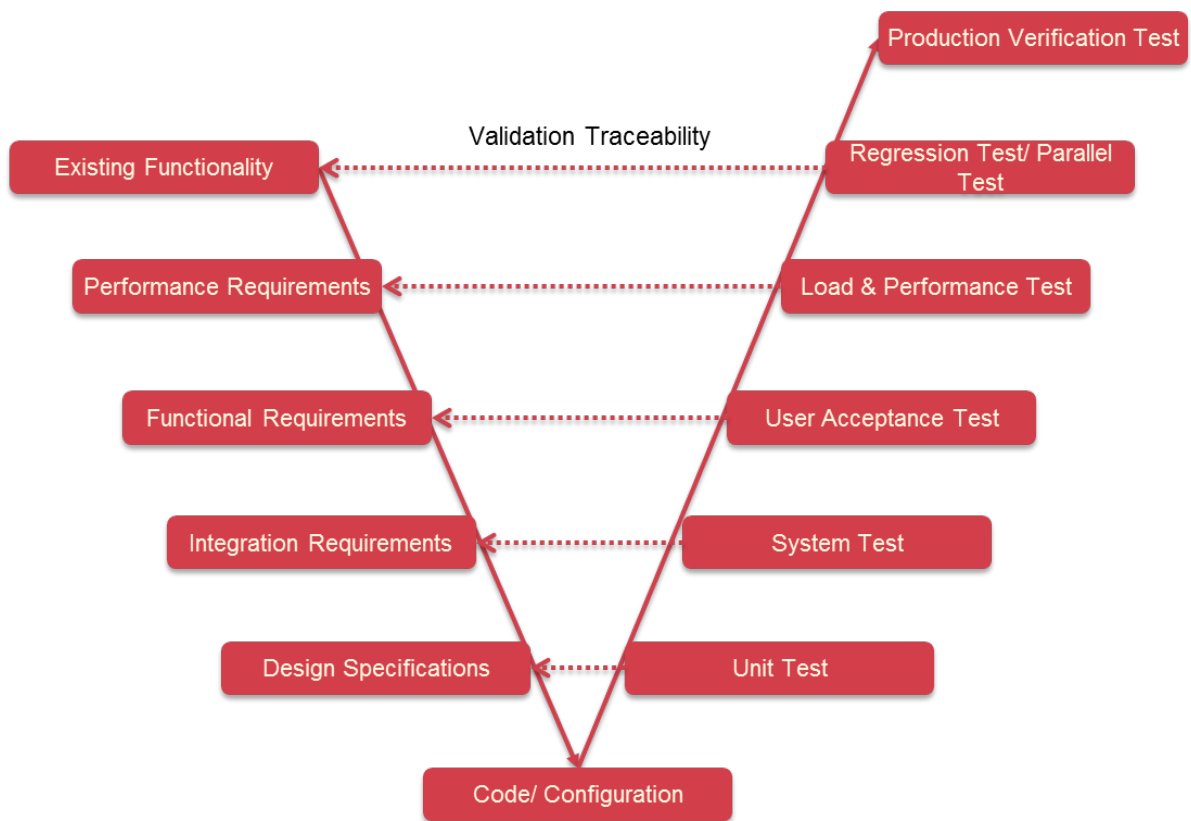 Production Verification Test
Validation Traceability
Existing Functionality
Regression Test/ Parallel
Test
Performance Requirements
Load & Performance Test
Functional Requirements
User Acceptance Test
Integration Requirements
System Test
Design Specifications
Unit Test
Code/ Configuration